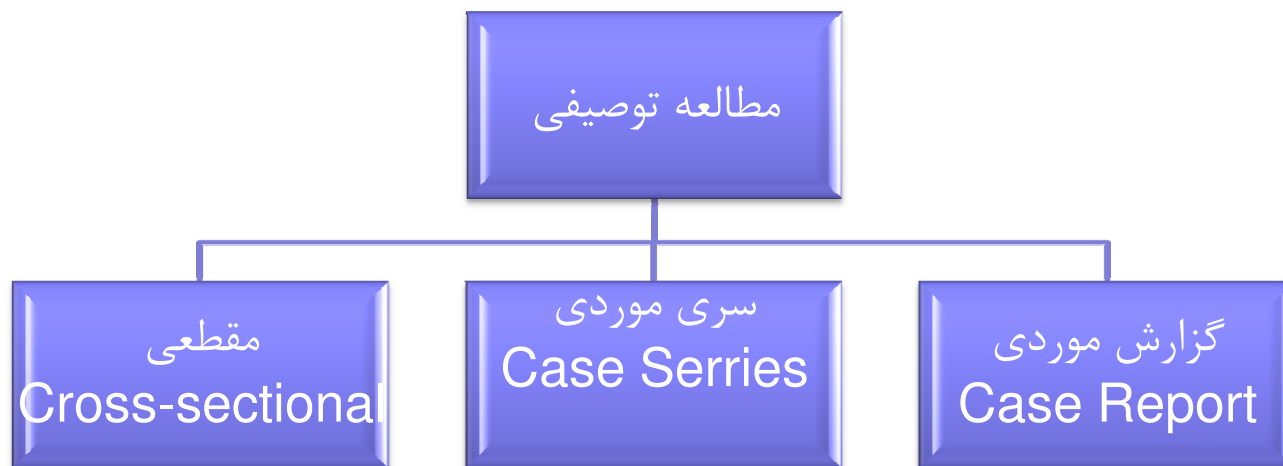 مطالعه توصیفی
گزارش موردی
Case Report
سری موردی
Case Serries
مقطعی
Cross-sectional